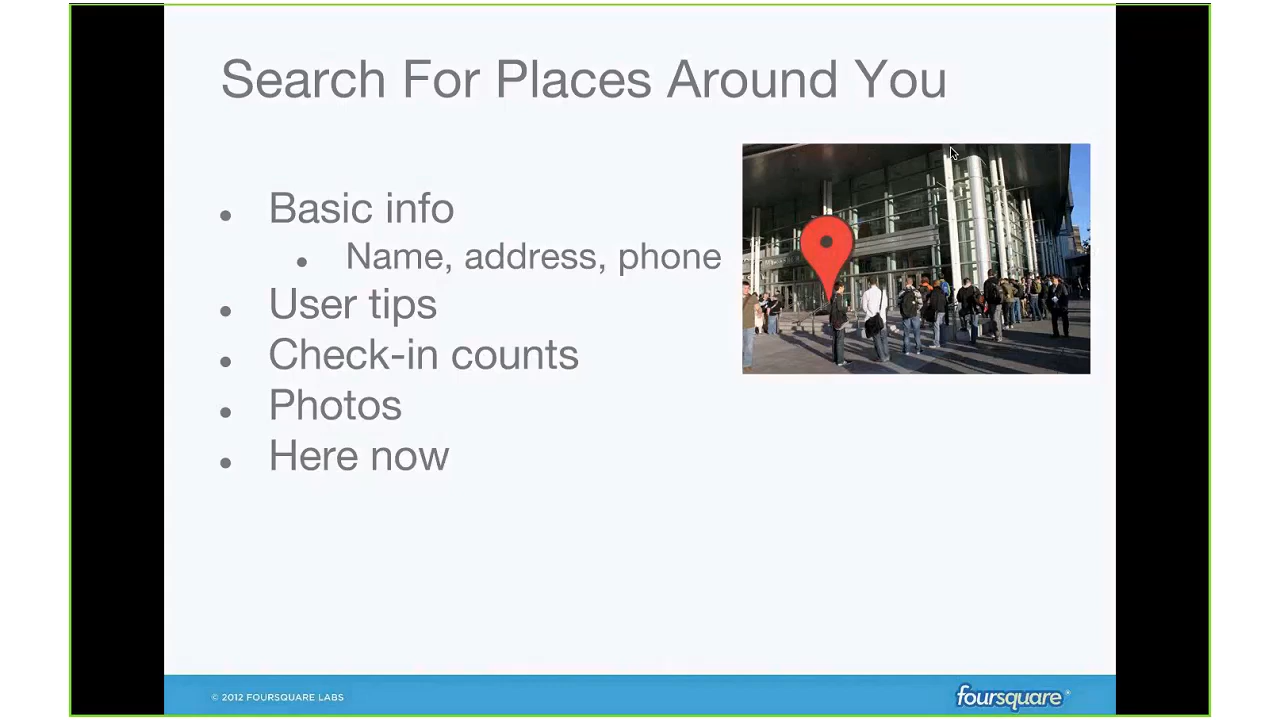 Search For Places Around You
• Basic info
• Name, address, phone
• User tips
• Check-in counts
• Photos
• Here now
© 2012 FOURSQUARE LABS
foursquare®